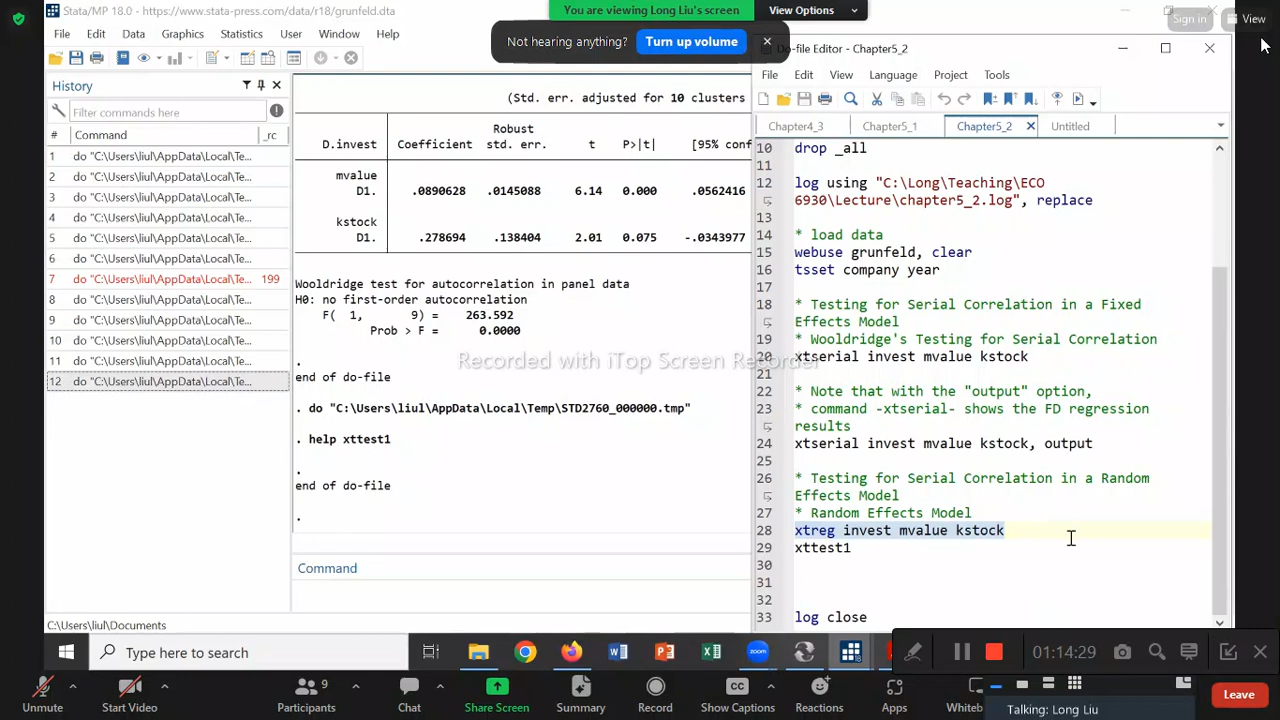 Stata/MP 18.0 - https://www.stata-press.com/data/r18/grunfeld.dta
You are viewing Long Liu's screen
View Options
Sign in
View
Not hearing anything?
Turn up volume
File Edit Data Graphics Statistics User Window Help
Do-file Editor - Chapter5_2
File Edit View Language Project Tools
History
Filter commands here
# Command _rc
1 do "C:\Users\liul\AppData\Local\Te...
2 do "C:\Users\liul\AppData\Local\Te...
3 do "C:\Users\liul\AppData\Local\Te...
4 do "C:\Users\liul\AppData\Local\Te...
5 do "C:\Users\liul\AppData\Local\Te...
6 do "C:\Users\liul\AppData\Local\Te...
7 do "C:\Users\liul\AppData\Local\Te... 199
8 do "C:\Users\liul\AppData\Local\Te...
9 do "C:\Users\liul\AppData\Local\Te...
10 do "C:\Users\liul\AppData\Local\Te...
11 do "C:\Users\liul\AppData\Local\Te...
12 do "C:\Users\liul\AppData\Local\Te...
(Std. err. adjusted for 10 clusters
Robust
D.invest Coefficient std. err. t P>|t| [95% conf
mvalue
D1. .0890628 .0145088 6.14 0.000 .0562416
kstock
D1. .278694 .138404 2.01 0.075 -.0343977
Wooldridge test for autocorrelation in panel data
H0: no first-order autocorrelation
F( 1, 9) = 263.592
Prob > F = 0.0000
.
end of do-file
. do "C:\Users\liul\AppData\Local\Temp\STD2760_000000.tmp"
. help xttest1
.
end of do-file
.
Command
C:\Users\liul\Documents
Chapter4_3 Chapter5_1 Chapter5_2 Untitled
10 drop _all
11
12 log using "C:\Long\Teaching\ECO
6930\Lecture\chapter5_2.log", replace
13
14 * load data
15 webuse grunfeld, clear
16 tsset company year
17
18 * Testing for Serial Correlation in a Fixed
Effects Model
19 * Wooldridge's Testing for Serial Correlation
20 xtserial invest mvalue kstock
21
22 * Note that with the "output" option,
23 * command -xtserial- shows the FD regression
results
24 xtserial invest mvalue kstock, output
25
26 * Testing for Serial Correlation in a Random
Effects Model
27 * Random Effects Model
28 xtreg invest mvalue kstock
29 xttest1
30
31
32
33 log close
Recorded with iTop Screen Recorder
Type here to search
01:14:29
Unmute Start Video Participants 9 Chat Share Screen Summary Record Show Captions Reactions Apps Whiteb
Talking: Long Liu
Leave